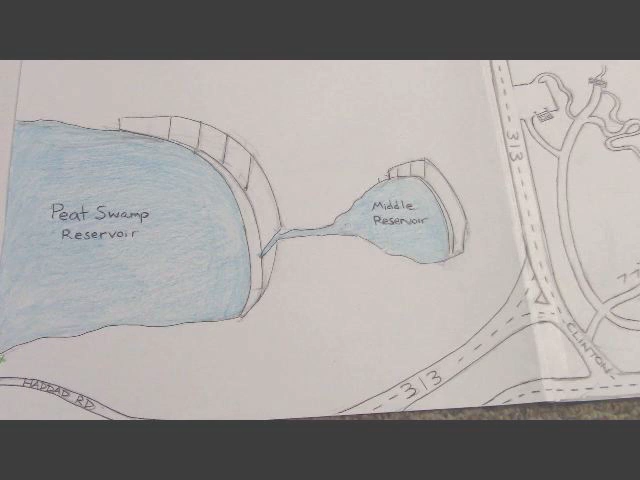 Peat Swamp
Reservoir
Middle
Reservoir
313
313
CLINTON
HADDAD RD